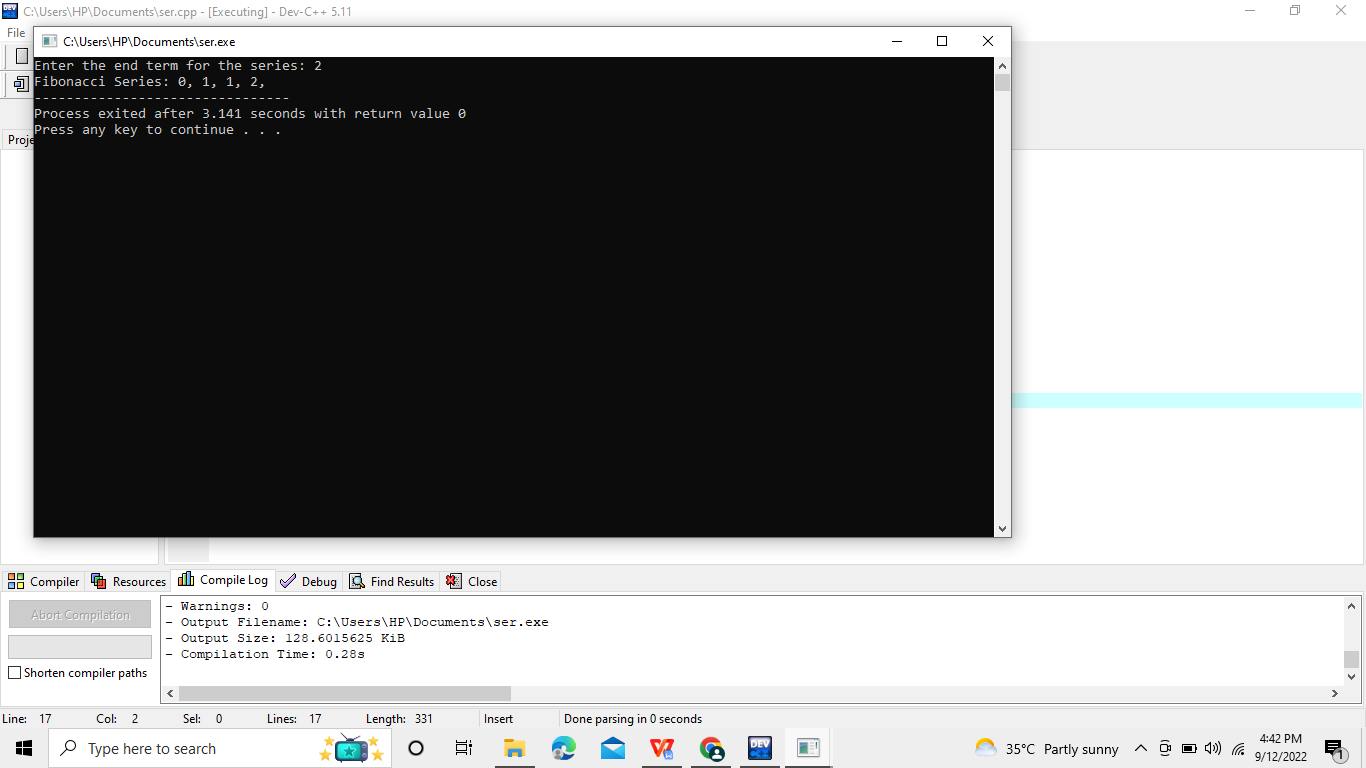 C:\Users\HP\Documents\ser.cpp - [Executing] - Dev-C++ 5.11
File
C:\Users\HP\Documents\ser.exe
Enter the end term for the series: 2
Fibonacci Series: 0, 1, 1, 2,
--------------------------------
Process exited after 3.141 seconds with return value 0
Press any key to continue . . .
Proje
Compiler Resources Compile Log Debug Find Results Close
Abort Compilation
Shorten compiler paths
- Warnings: 0
- Output Filename: C:\Users\HP\Documents\ser.exe
- Output Size: 128.6015625 KiB
- Compilation Time: 0.28s
Line: 17 Col: 2 Sel: 0 Lines: 17 Length: 331 Insert Done parsing in 0 seconds
Type here to search
DEV
35°C Partly sunny
4:42 PM
9/12/2022
1